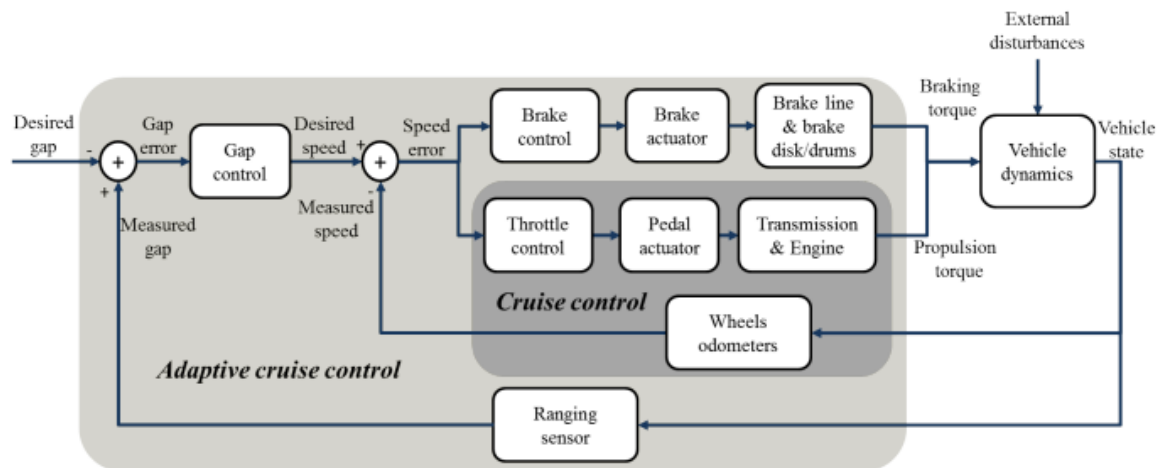 External
disturbances
Desired
gap
-
+
Gap
error
Gap
control
Desired
speed
+
+
-
Speed
error
Brake
control
Brake
actuator
Brake line
& brake
disk/drums
Braking
torque
Vehicle
dynamics
Vehicle
state
+
Measured
gap
Measured
speed
Throttle
control
Pedal
actuator
Transmission
& Engine
Propulsion
torque
Cruise control
Wheels
odometers
Adaptive cruise control
Ranging
sensor